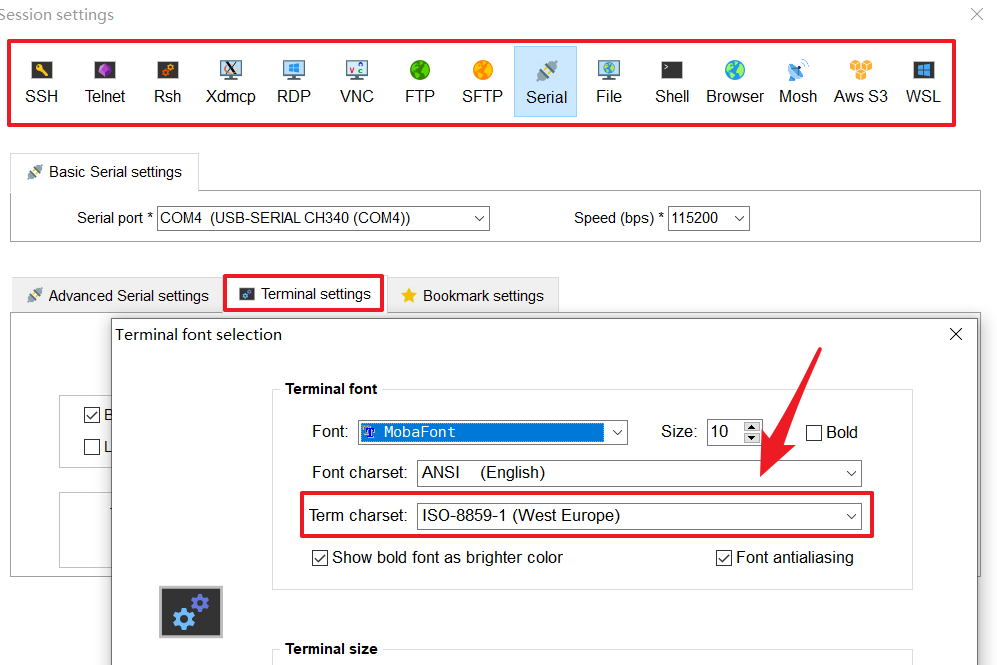 Session settings
SSH Telnet Rsh Xdmcp RDP VNC FTP SFTP Serial File Shell Browser Mosh Aws S3 WSL
Basic Serial settings
Serial port * COM4 (USB-SERIAL CH340 (COM4)) Speed (bps) * 115200
Advanced Serial settings Terminal settings Bookmark settings
Terminal font selection
Terminal font
Font: MobaFont Size: 10 Bold
Font charset: ANSI (English)
Term charset: ISO-8859-1 (West Europe)
Show bold font as brighter color Font antialiasing
Terminal size